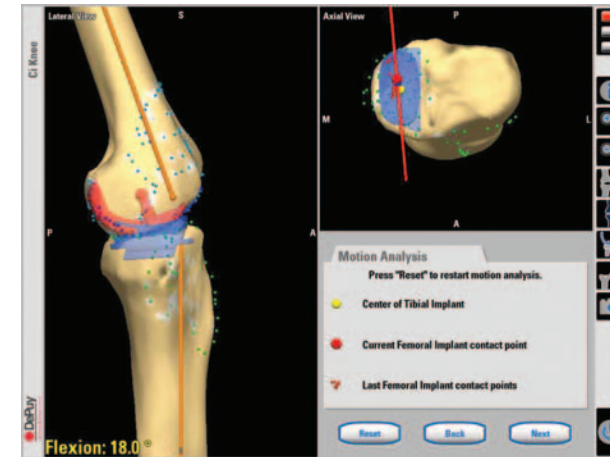 Ci Knee
DePuy
Lateral View
S
P
A
Flexion: 18.0 °
Axial View
P
M
L
A
Motion Analysis
Press "Reset" to restart motion analysis.
Center of Tibial Implant
Current Femoral Implant contact point
Last Femoral Implant contact points
Reset
Back
Next